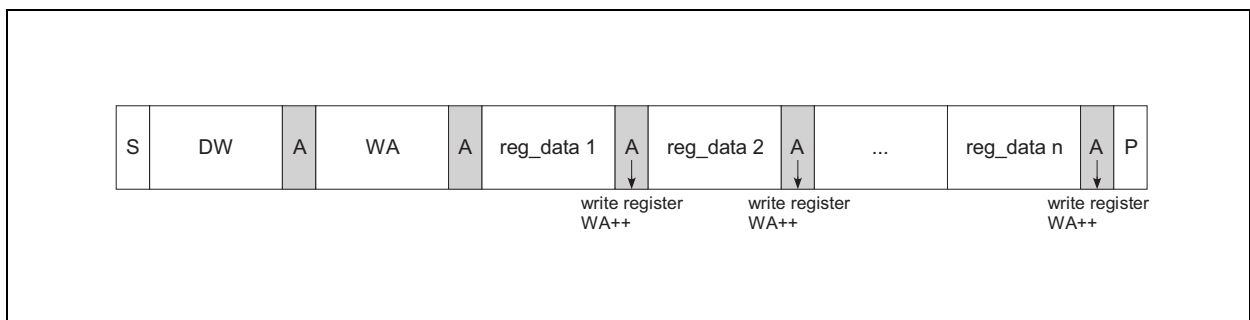 S DW A WA A reg_data 1 A reg_data 2 A ... reg_data n A P
write register write register write register
WA++ WA++ WA++